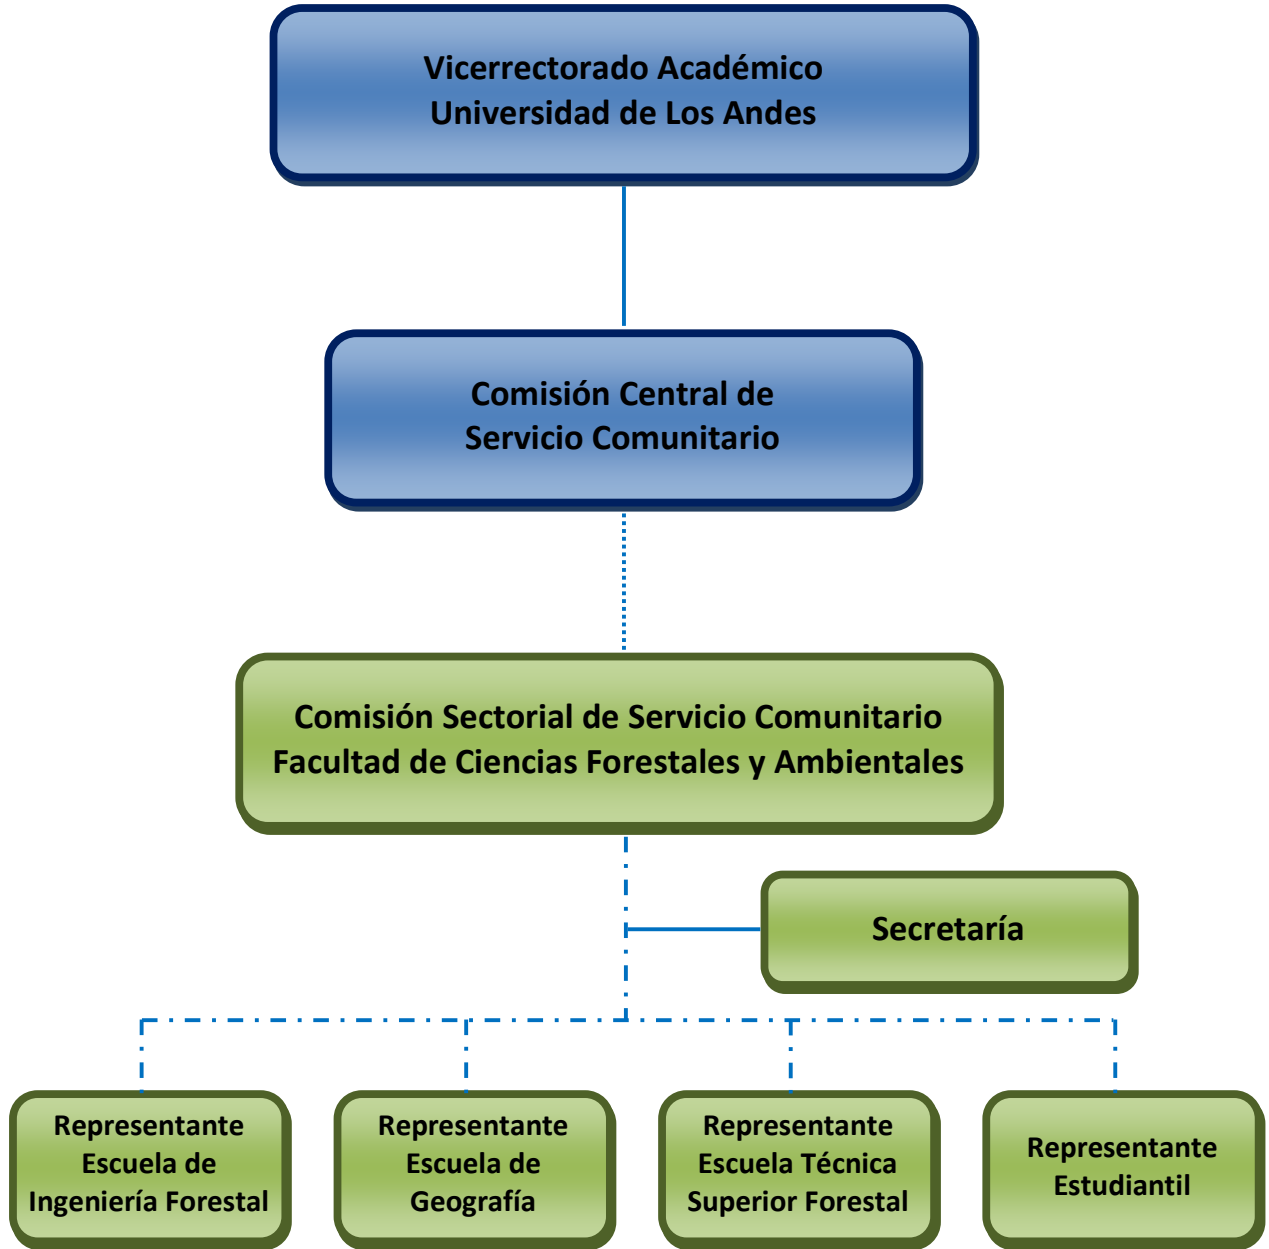 Vicerrectorado Académico
Universidad de Los Andes
Comisión Central de
Servicio Comunitario
Comisión Sectorial de Servicio Comunitario
Facultad de Ciencias Forestales y Ambientales
Secretaría
Representante
Escuela de
Ingeniería Forestal
Representante
Escuela de
Geografía
Representante
Escuela Técnica
Superior Forestal
Representante
Estudiantil